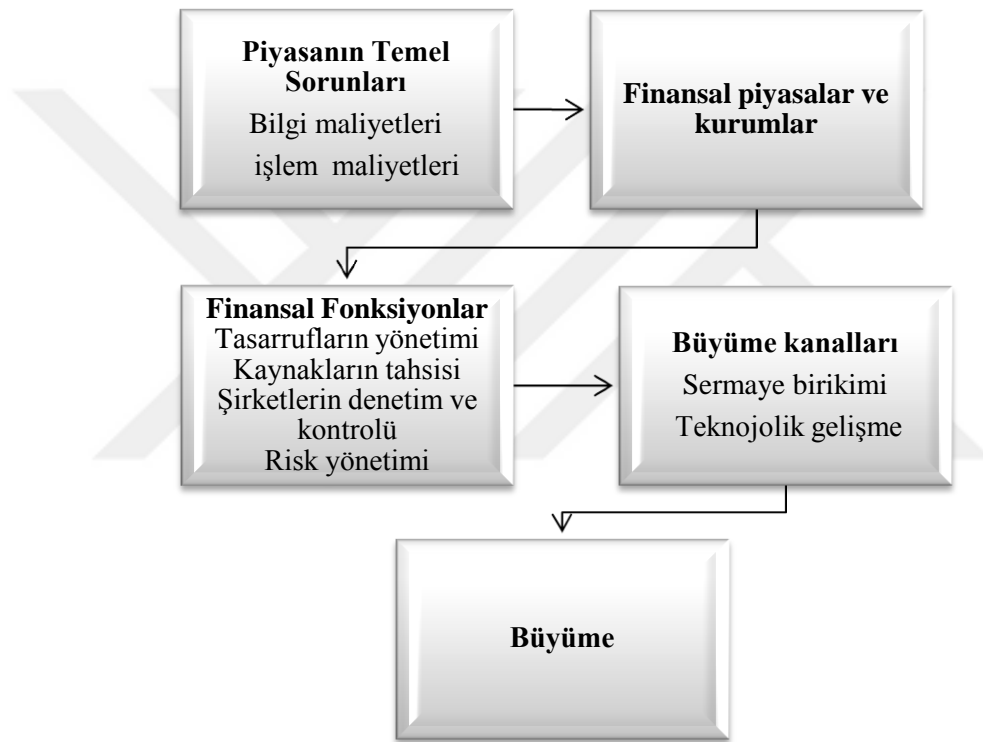 Piyasanın Temel
Sorunları
Bilgi maliyetleri
işlem maliyetleri
Finansal piyasalar ve
kurumlar
Finansal Fonksiyonlar
Tasarrufların yönetimi
Kaynakların tahsisi
Şirketlerin denetim ve
kontrolü
Risk yönetimi
Büyüme kanalları
Sermaye birikimi
Teknojolik gelişme
Büyüme